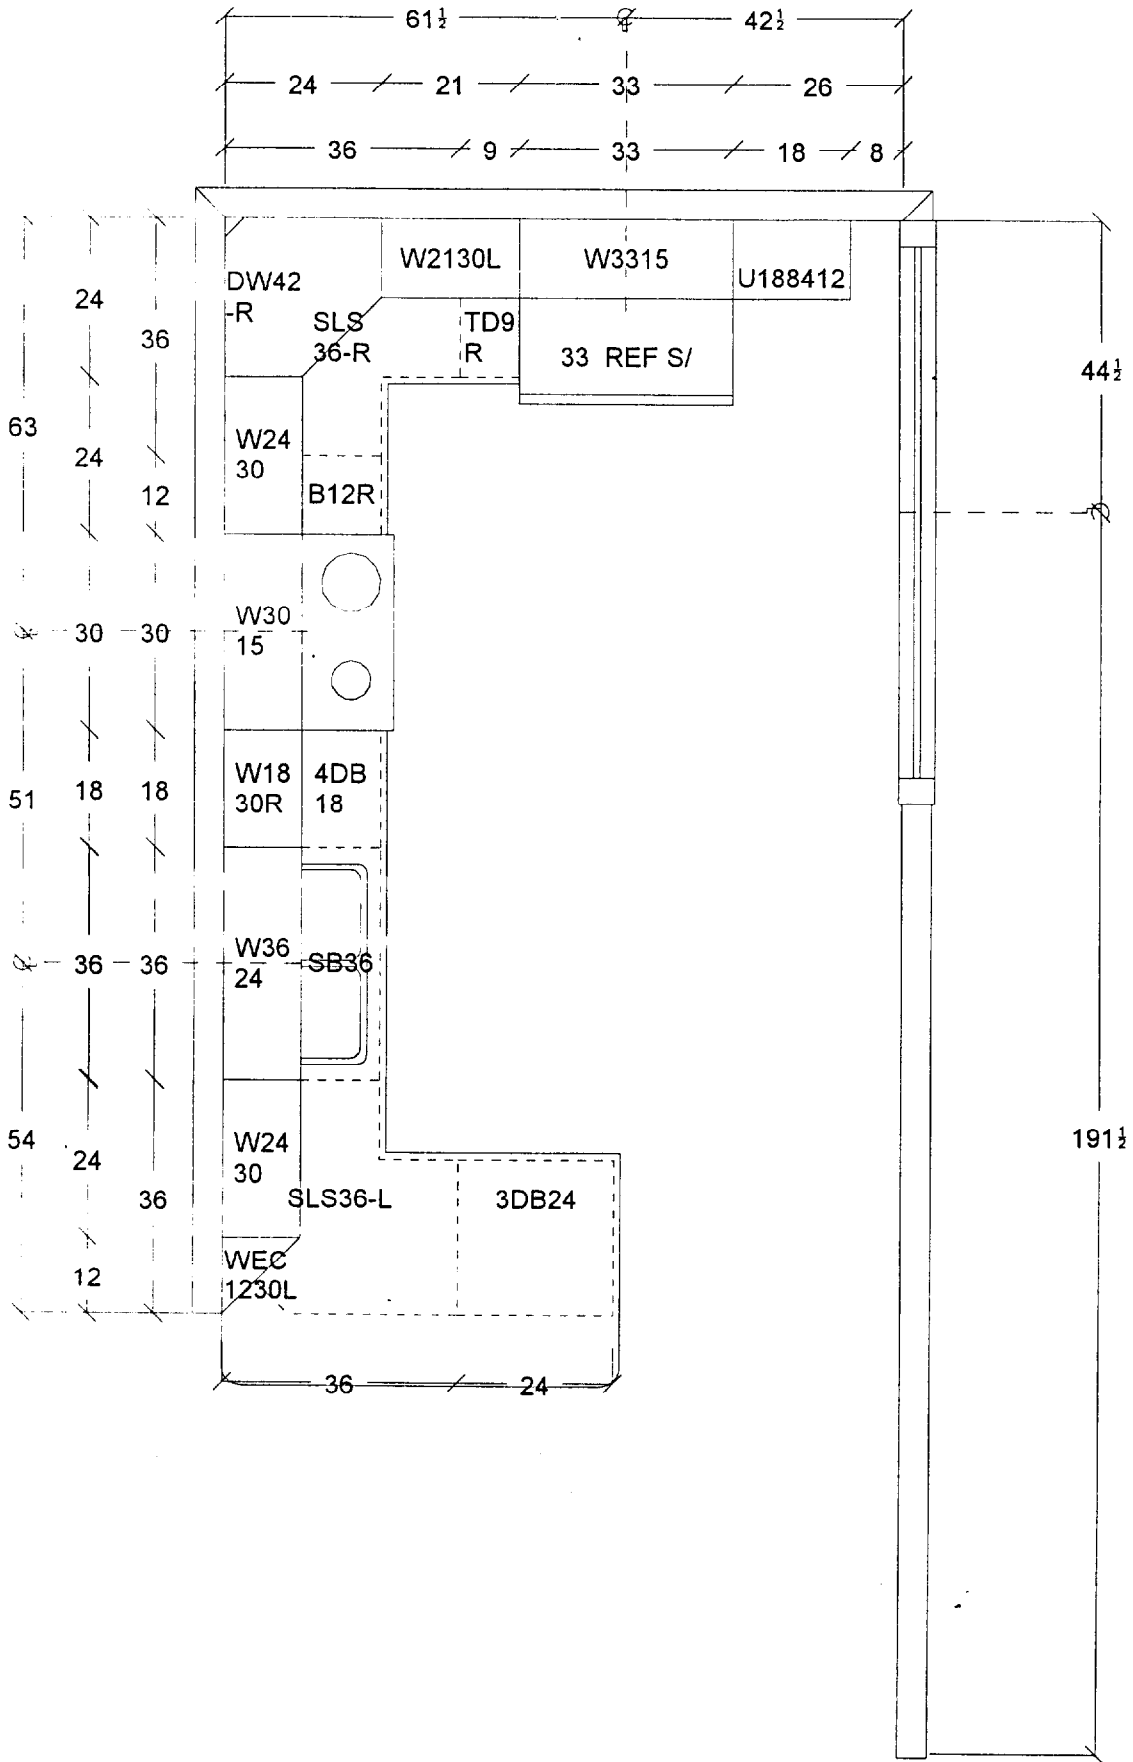 61½ 42½
24 21 33 26
36 9 33 18 8
W2130L W3315 U188412
DW42
-R
SLS
36-R
TD9
R
33 REF S/
24 36 44½
63
W24
30
24
12
B12R
W30
15
30 30
W18
30R
4DB
18
51 18 18
W36
24
SB36
36 36
W24
30
54 24 191½
36
SLS36-L 3DB24
WEC
1230L
12
36 24